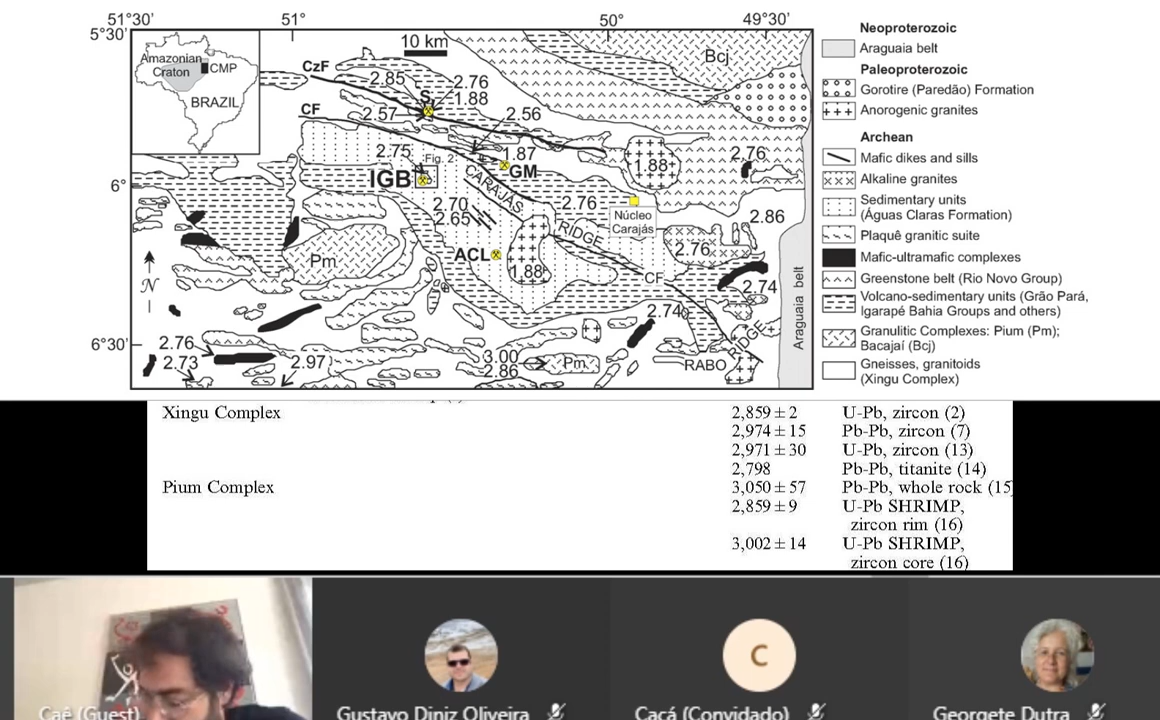 51°30'
51°
50°
49°30'
5°30'
6°
6°30'
Amazonian
Craton
CMP
BRAZIL
10 km
CzF
CF
2.85
2.76
1.88
S
2.57
2.56
2.75
Fig. 2
1.87
GM
IGB
CARAJÁS
RIDGE
2.70
2.65
2.76
ACL
1.88
Bcj
1.88
2.76
Núcleo
Carajás
2.86
2.76
CF
2.74
2.74
Pm
N
2.76
2.73
2.97
3.00
2.86
Pm
RABO
RIDGE
Araguaia belt
Neoproterozoic
Araguaia belt
Paleoproterozoic
Gorotire (Paredão) Formation
Anorogenic granites
Archean
Mafic dikes and sills
Alkaline granites
Sedimentary units
(Águas Claras Formation)
Plaquê granitic suite
Mafic-ultramafic complexes
Greenstone belt (Rio Novo Group)
Volcano-sedimentary units (Grão Pará,
Igarapé Bahia Groups and others)
Granulitic Complexes: Pium (Pm);
Bacajaí (Bcj)
Gneisses, granitoids
(Xingu Complex)
Xingu Complex 2,859 ± 2 U-Pb, zircon (2)
2,974 ± 15 Pb-Pb, zircon (7)
2,971 ± 30 U-Pb, zircon (13)
2,798 Pb-Pb, titanite (14)
Pium Complex 3,050 ± 57 Pb-Pb, whole rock (15)
2,859 ± 9 U-Pb SHRIMP,
zircon rim (16)
3,002 ± 14 U-Pb SHRIMP,
zircon core (16)
C
Caé (Guest)
Gustavo Diniz Oliveira
Cacá (Convidado)
Georgete Dutra